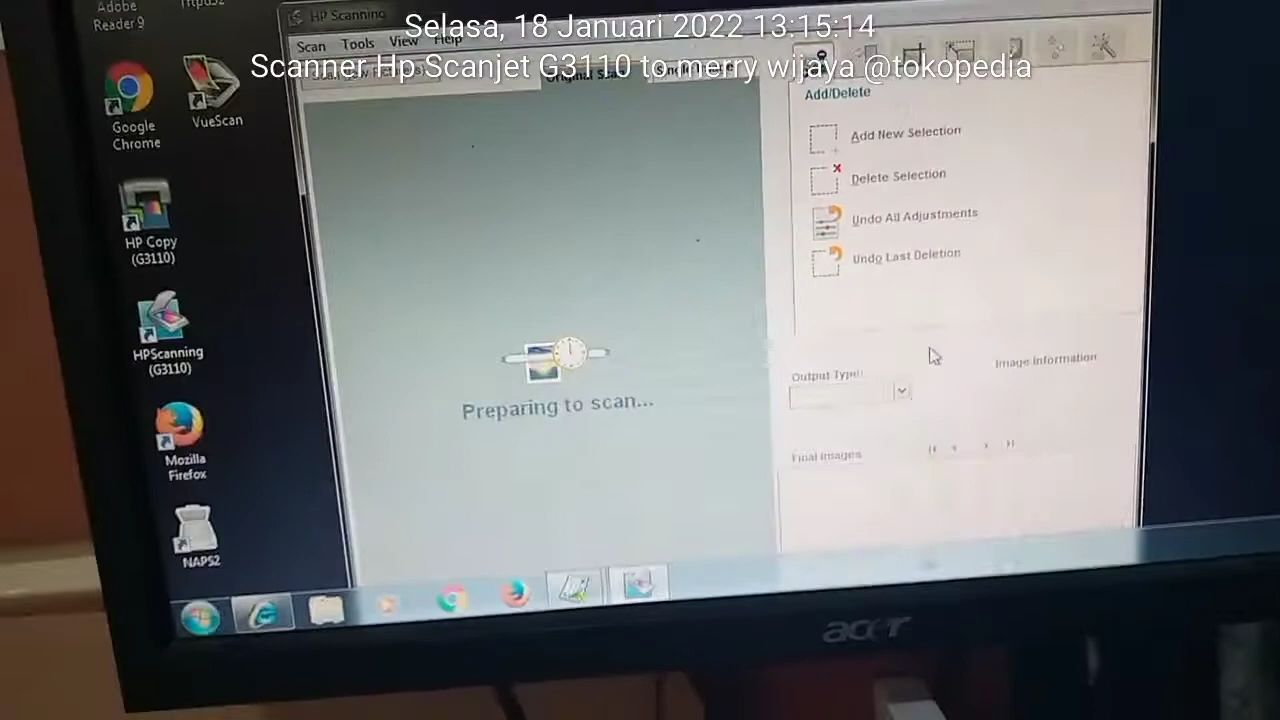 Selasa, 18 Januari 2022 13:15:14
Scanner Hp Scanjet G3110 to merry wijaya @tokopedia
Adobe
Reader 9
Google
Chrome
VueScan
HP Copy
(G3110)
HPScanning
(G3110)
Mozilla
Firefox
NAPS2
HP Scanning
Scan Tools View Help
Original
Preparing to scan...
Add/Delete
Add New Selection
Delete Selection
Undo All Adjustments
Undo Last Deletion
Output Type:
Image Information
Final Images
acer